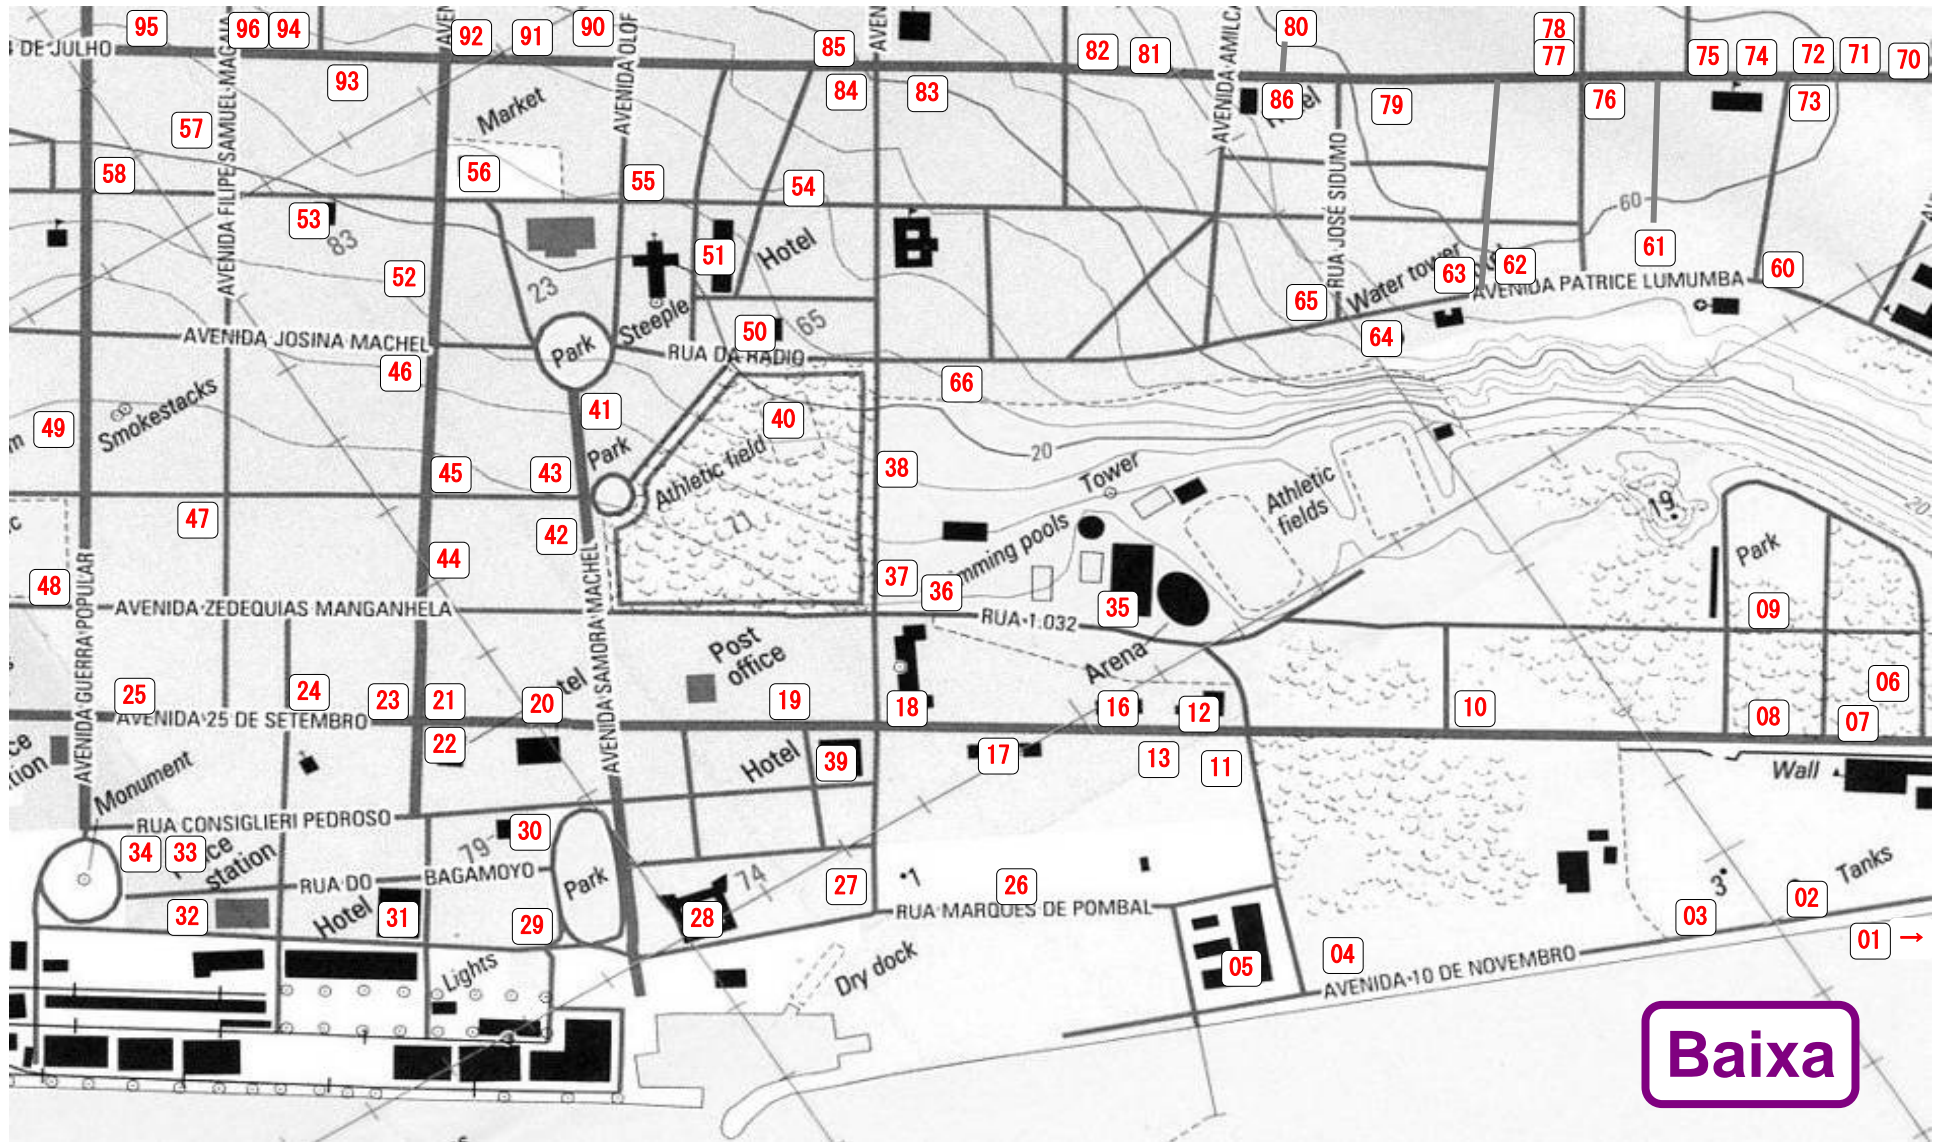 95
96
94
92
91
90
85
82
81
80
78
77
75
74
72
71
70
DE JULHO
93
84
83
86
79
76
73
57
Market
AVENIDA OLOF
AVENIDA FILIPE SAMUEL MAGAIA
58
56
55
54
53
83
52
23
51
Hotel
Steeple
60
RUA JOSÉ SIDUMO
Water tower
61
62
63
60
AVENIDA PATRICE LUMUMBA
65
64
50
65
AVENIDA JOSINA MACHEL
Park
RUA DA RÁDIO
46
66
49
Smokestacks
41
40
Park
Athletic field
71
20
45
43
38
Tower
Athletic
fields
19
20
47
42
44
Park
48
37
36
imming pools
35
AVENIDA ZEDEQUIAS MANGANHELA
RUA 1.032
09
AVENIDA GUERRA POPULAR
AVENIDA SAMORA MACHEL
Post
office
Arena
06
25
24
23
21
20
19
18
16
12
10
08
07
AVENIDA 25 DE SETEMBRO
22
Hotel
39
17
13
11
Wall
Monument
RUA CONSIGLIERI PEDROSO
34
33
station
79
30
RUA DO BAGAMOYO
Park
74
27
1
26
3
02
Tanks
32
Hotel
31
29
28
RUA MARQUÊS DE POMBAL
03
01 →
Lights
Dry dock
05
04
AVENIDA 10 DE NOVEMBRO
Baixa